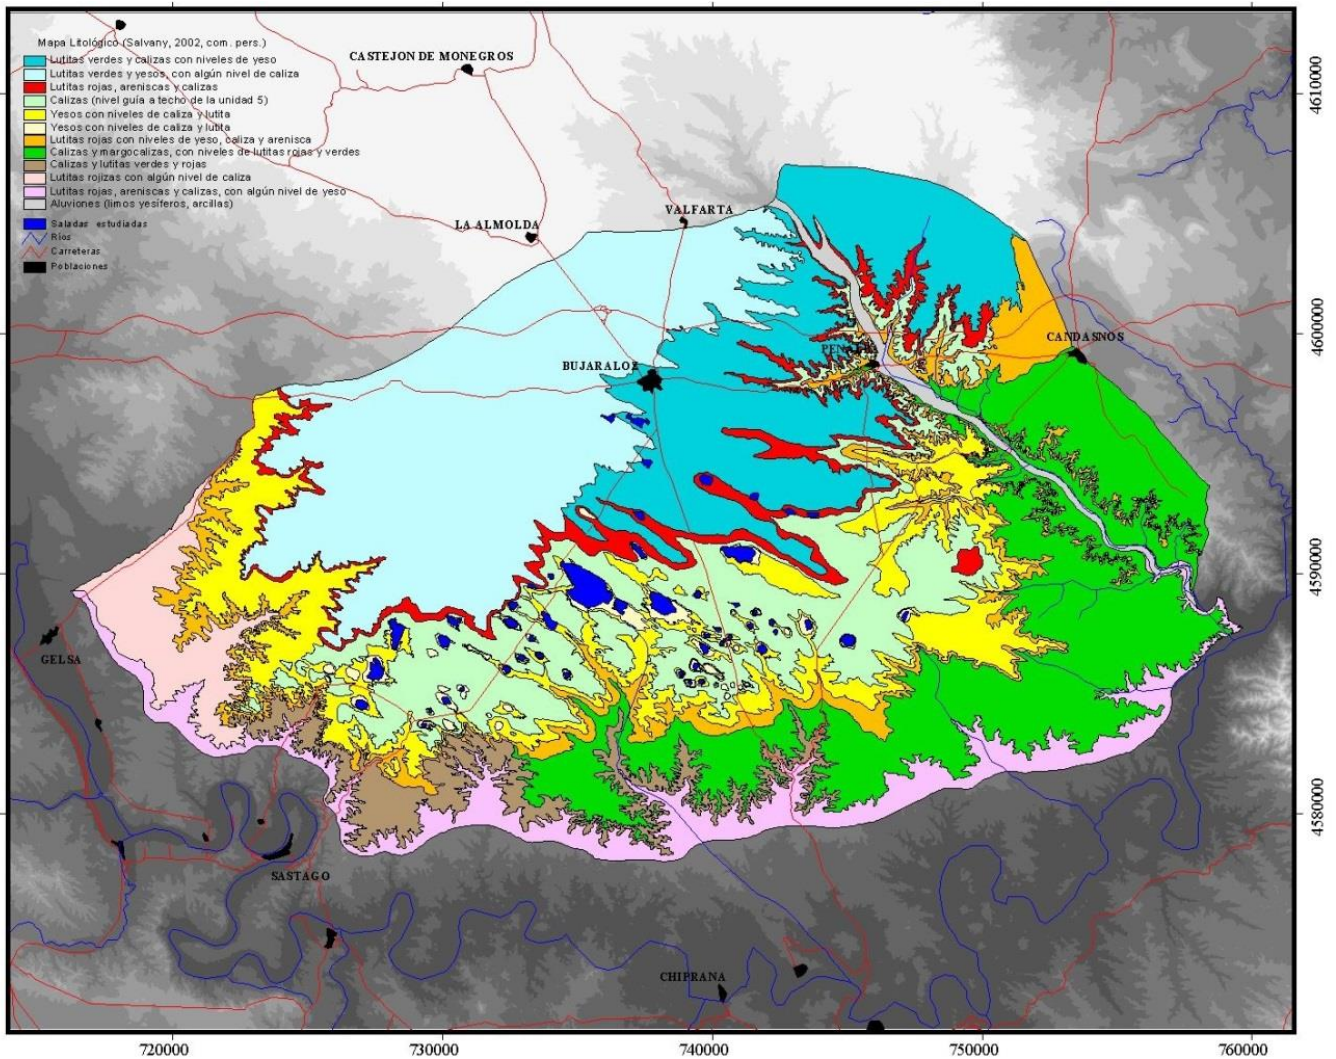 Mapa Litológico (Salvany, 2002, com. pers.)
Lutitas verdes y calizas con niveles de yeso
Lutitas verdes y yesos, con algún nivel de caliza
Lutitas rojas, areniscas y calizas
Calizas (nivel guía a techo de la unidad 5)
Yesos con niveles de caliza y lutita
Yesos con niveles de caliza y lutita
Lutitas rojas con niveles de yeso, caliza y arenisca
Calizas y margocalizas, con niveles de lutitas rojas y verdes
Calizas y lutitas verdes y rojas
Lutitas rojizas con algún nivel de caliza
Lutitas rojas, areniscas y calizas, con algún nivel de yeso
Aluviones (limos yesíferos, arcillas)
Saladas estudiadas
Ríos
Carreteras
Poblaciones
CASTEJON DE MONEGROS
VALFARTA
LA ALMOLDA
CANDASNOS
BUJARALOZ
GELSA
SASTAGO
CHIPRANA
4610000
4600000
4590000
4580000
720000
730000
740000
750000
760000